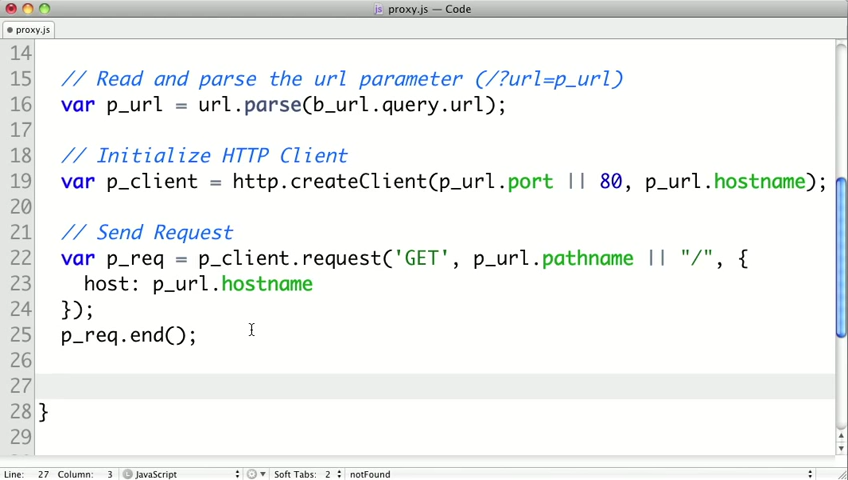 proxy.js — Code
proxy.js
14
15 // Read and parse the url parameter (/?url=p_url)
16 var p_url = url.parse(b_url.query.url);
17
18 // Initialize HTTP Client
19 var p_client = http.createClient(p_url.port || 80, p_url.hostname);
20
21 // Send Request
22 var p_req = p_client.request('GET', p_url.pathname || "/", {
23 host: p_url.hostname
24 });
25 p_req.end();
26
27
28 }
29
Line: 27 Column: 3 JavaScript Soft Tabs: 2 notFound